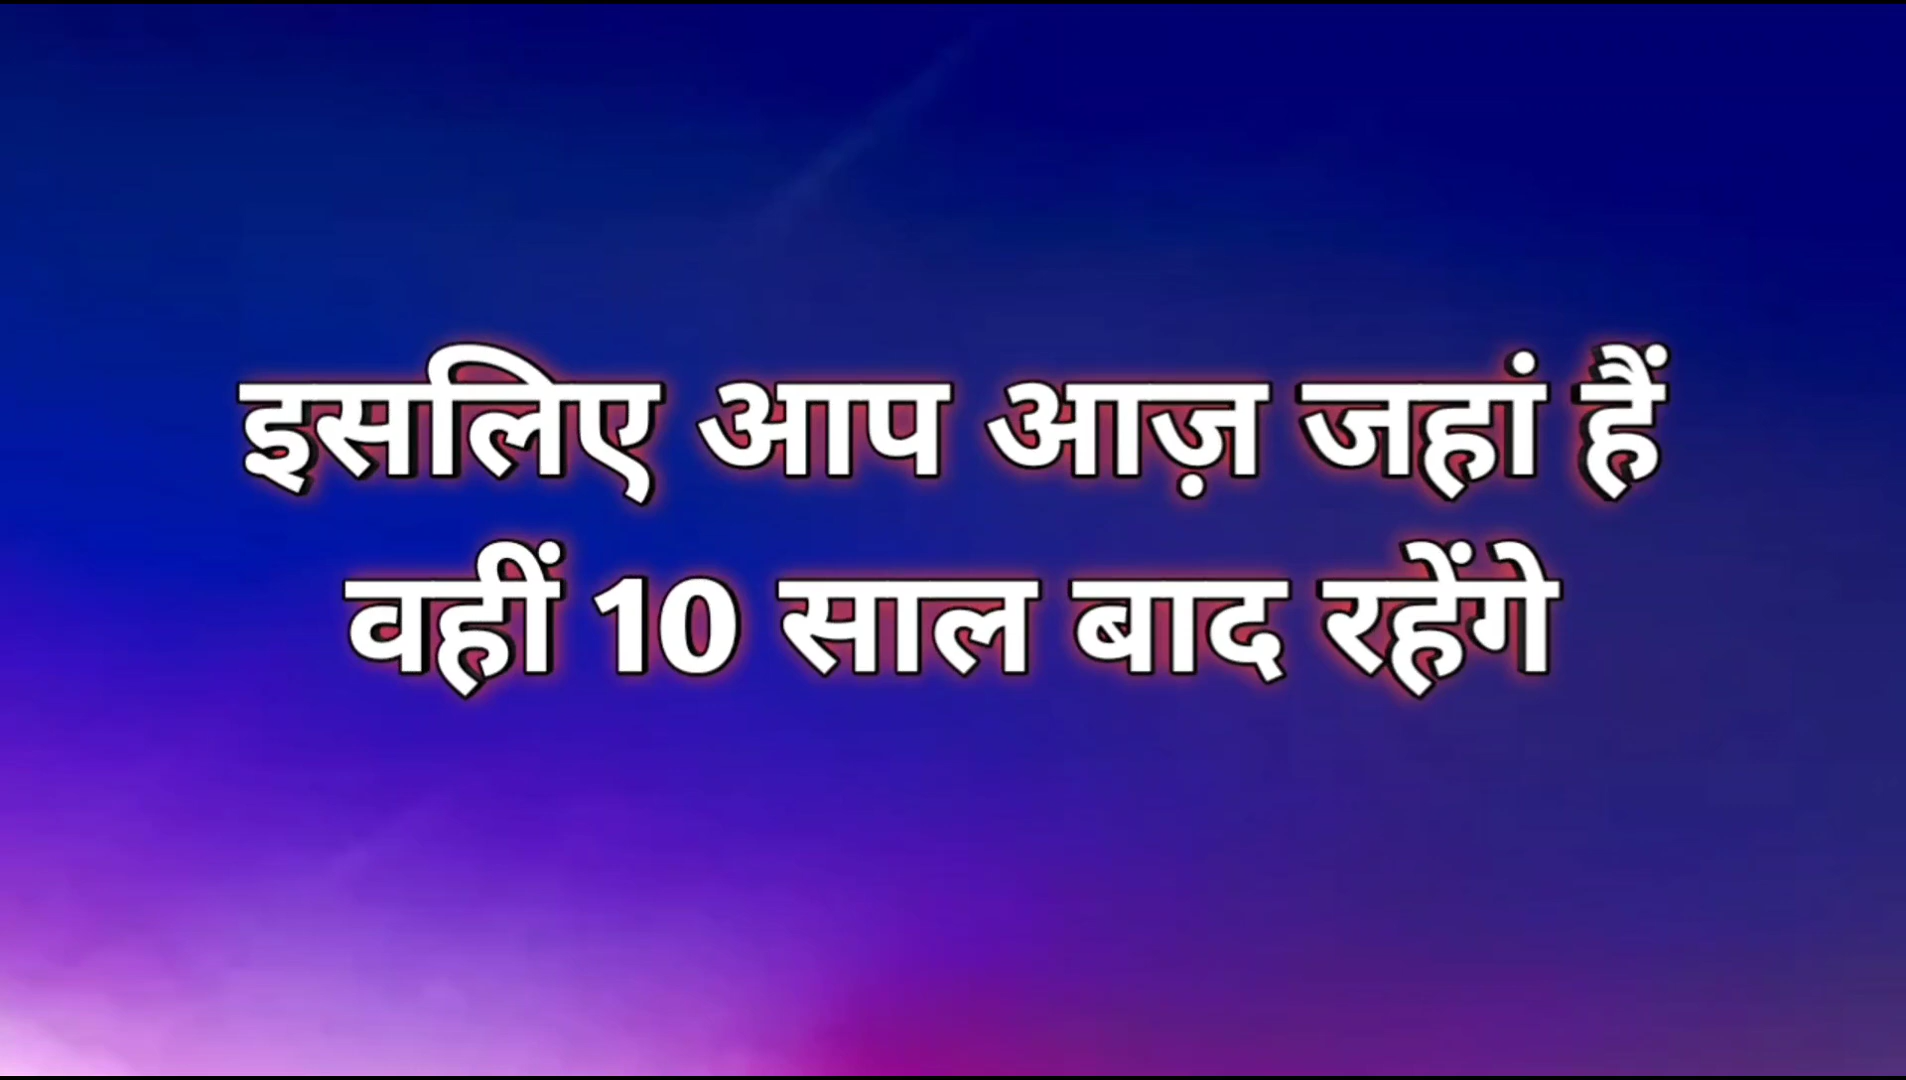 इसलिए आप आज़ जहां हैं
वहीं 10 साल बाद रहेंगे